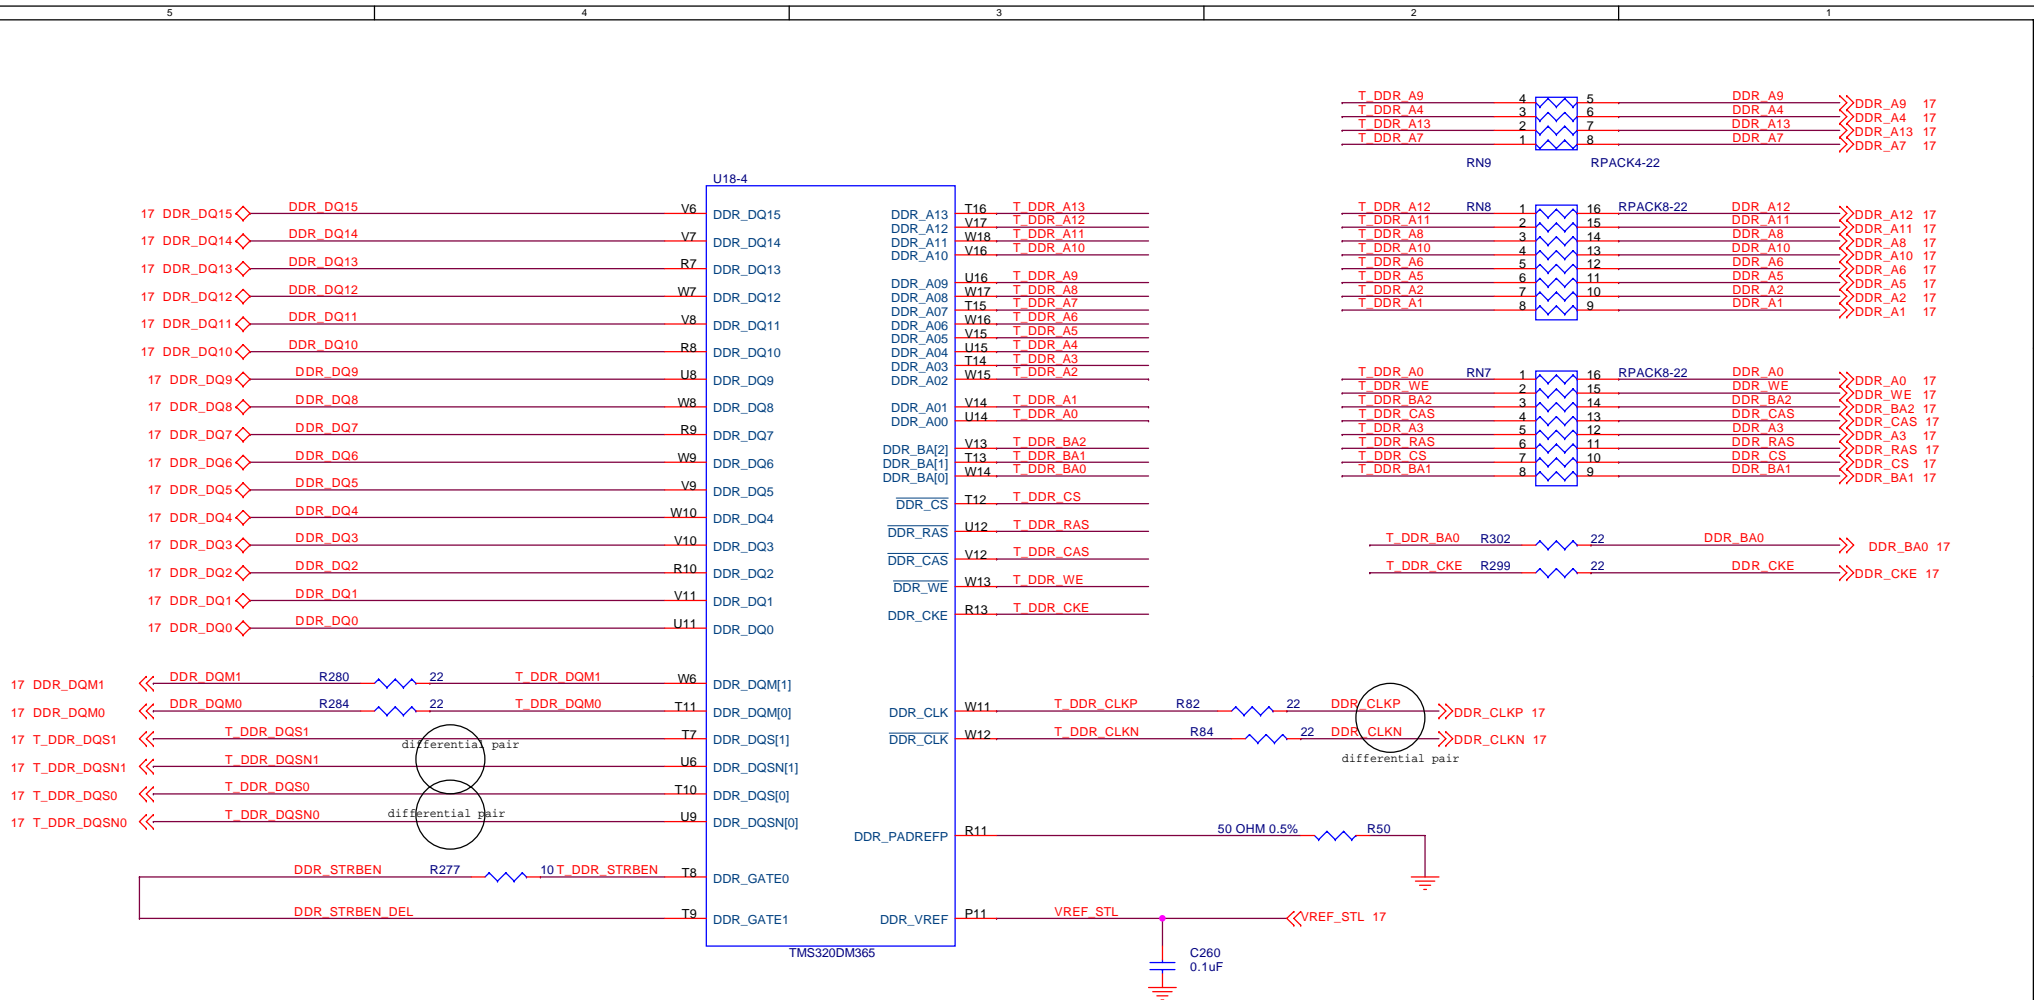 5 4 3 2 1
T_DDR_A9 4 5 DDR_A9 DDR_A9 17
T_DDR_A4 3 6 DDR_A4 DDR_A4 17
T_DDR_A13 2 7 DDR_A13 DDR_A13 17
T_DDR_A7 1 8 DDR_A7 DDR_A7 17
RN9 RPACK4-22
T_DDR_A12 RN8 1 16 RPACK8-22 DDR_A12 DDR_A12 17
T_DDR_A11 2 15 DDR_A11 DDR_A11 17
T_DDR_A8 3 14 DDR_A8 DDR_A8 17
T_DDR_A10 4 13 DDR_A10 DDR_A10 17
T_DDR_A6 5 12 DDR_A6 DDR_A6 17
T_DDR_A5 6 11 DDR_A5 DDR_A5 17
T_DDR_A2 7 10 DDR_A2 DDR_A2 17
T_DDR_A1 8 9 DDR_A1 DDR_A1 17
T_DDR_A0 RN7 1 16 RPACK8-22 DDR_A0 DDR_A0 17
T_DDR_WE 2 15 DDR_WE DDR_WE 17
T_DDR_BA2 3 14 DDR_BA2 DDR_BA2 17
T_DDR_CAS 4 13 DDR_CAS DDR_CAS 17
T_DDR_A3 5 12 DDR_A3 DDR_A3 17
T_DDR_RAS 6 11 DDR_RAS DDR_RAS 17
T_DDR_CS 7 10 DDR_CS DDR_CS 17
T_DDR_BA1 8 9 DDR_BA1 DDR_BA1 17
T_DDR_BA0 R302 22 DDR_BA0 DDR_BA0 17
T_DDR_CKE R299 22 DDR_CKE DDR_CKE 17
U18-4
17 DDR_DQ15 DDR_DQ15 V6 DDR_DQ15
17 DDR_DQ14 DDR_DQ14 V7 DDR_DQ14
17 DDR_DQ13 DDR_DQ13 R7 DDR_DQ13
17 DDR_DQ12 DDR_DQ12 W7 DDR_DQ12
17 DDR_DQ11 DDR_DQ11 V8 DDR_DQ11
17 DDR_DQ10 DDR_DQ10 R8 DDR_DQ10
17 DDR_DQ9 DDR_DQ9 U8 DDR_DQ9
17 DDR_DQ8 DDR_DQ8 W8 DDR_DQ8
17 DDR_DQ7 DDR_DQ7 R9 DDR_DQ7
17 DDR_DQ6 DDR_DQ6 W9 DDR_DQ6
17 DDR_DQ5 DDR_DQ5 V9 DDR_DQ5
17 DDR_DQ4 DDR_DQ4 W10 DDR_DQ4
17 DDR_DQ3 DDR_DQ3 V10 DDR_DQ3
17 DDR_DQ2 DDR_DQ2 R10 DDR_DQ2
17 DDR_DQ1 DDR_DQ1 V11 DDR_DQ1
17 DDR_DQ0 DDR_DQ0 U11 DDR_DQ0
17 DDR_DQM1 DDR_DQM1 R280 22 T_DDR_DQM1 W6 DDR_DQM[1]
17 DDR_DQM0 DDR_DQM0 R284 22 T_DDR_DQM0 T11 DDR_DQM[0]
17 T_DDR_DQS1 T_DDR_DQS1 T7 DDR_DQS[1]
differential pair
17 T_DDR_DQSN1 T_DDR_DQSN1 U6 DDR_DQSN[1]
17 T_DDR_DQS0 T_DDR_DQS0 T10 DDR_DQS[0]
differential pair
17 T_DDR_DQSN0 T_DDR_DQSN0 U9 DDR_DQSN[0]
DDR_STRBEN R277 10 T_DDR_STRBEN T8 DDR_GATE0
DDR_STRBEN_DEL T9 DDR_GATE1
DDR_A13 T16 T_DDR_A13
DDR_A12 V17 T_DDR_A12
DDR_A11 W18 T_DDR_A11
DDR_A10 V16 T_DDR_A10
DDR_A09 U16 T_DDR_A9
DDR_A08 W17 T_DDR_A8
DDR_A07 T15 T_DDR_A7
DDR_A06 W16 T_DDR_A6
DDR_A05 V15 T_DDR_A5
DDR_A04 U15 T_DDR_A4
DDR_A03 T14 T_DDR_A3
DDR_A02 W15 T_DDR_A2
DDR_A01 V14 T_DDR_A1
DDR_A00 U14 T_DDR_A0
DDR_BA[2] V13 T_DDR_BA2
DDR_BA[1] T13 T_DDR_BA1
DDR_BA[0] W14 T_DDR_BA0
DDR_CS T12 T_DDR_CS
DDR_RAS U12 T_DDR_RAS
DDR_CAS V12 T_DDR_CAS
DDR_WE W13 T_DDR_WE
DDR_CKE R13 T_DDR_CKE
DDR_CLK W11 T_DDR_CLKP R82 22 DDR_CLKP DDR_CLKP 17
DDR_CLK W12 T_DDR_CLKN R84 22 DDR_CLKN DDR_CLKN 17
differential pair
DDR_PADREFP R11 50 OHM 0.5% R50
DDR_VREF P11 VREF_STL VREF_STL 17
TMS320DM365
C260
0.1uF